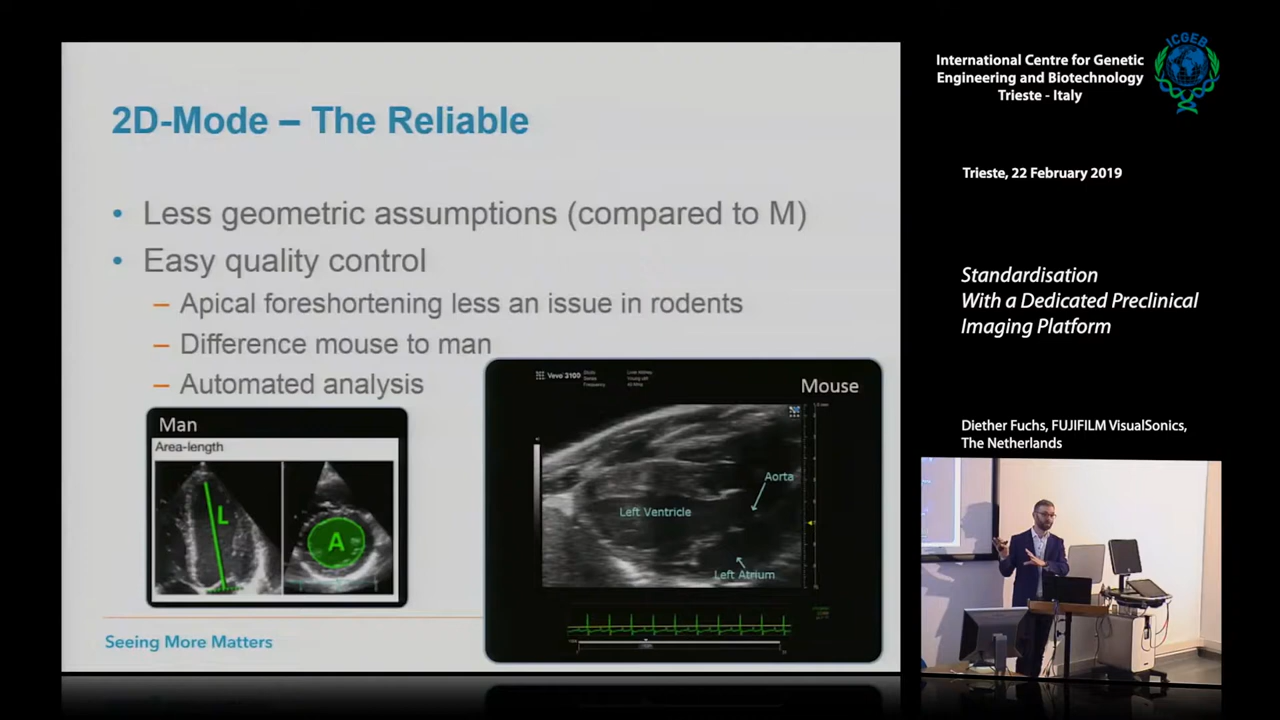 2D-Mode – The Reliable
• Less geometric assumptions (compared to M)
• Easy quality control
– Apical foreshortening less an issue in rodents
– Difference mouse to man
– Automated analysis
Man
Area-length
L
A
Vevo 3100
Mouse
Aorta
Left Ventricle
Left Atrium
Seeing More Matters
International Centre for Genetic
Engineering and Biotechnology
Trieste - Italy
ICGEB
Trieste, 22 February 2019
Standardisation
With a Dedicated Preclinical
Imaging Platform
Diether Fuchs, FUJIFILM VisualSonics,
The Netherlands